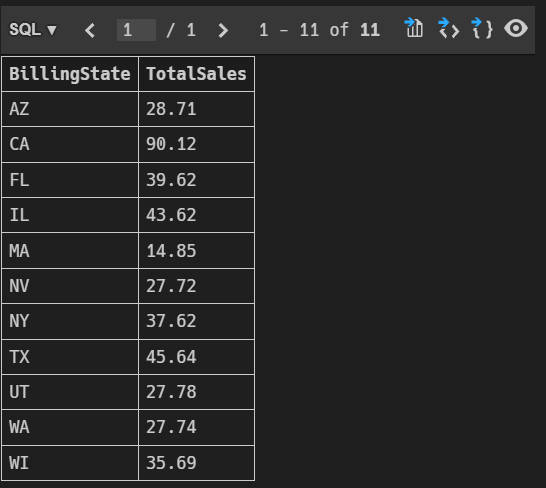 SQL ▼ < 1 / 1 > 1 - 11 of 11
BillingState TotalSales
AZ 28.71
CA 90.12
FL 39.62
IL 43.62
MA 14.85
NV 27.72
NY 37.62
TX 45.64
UT 27.78
WA 27.74
WI 35.69